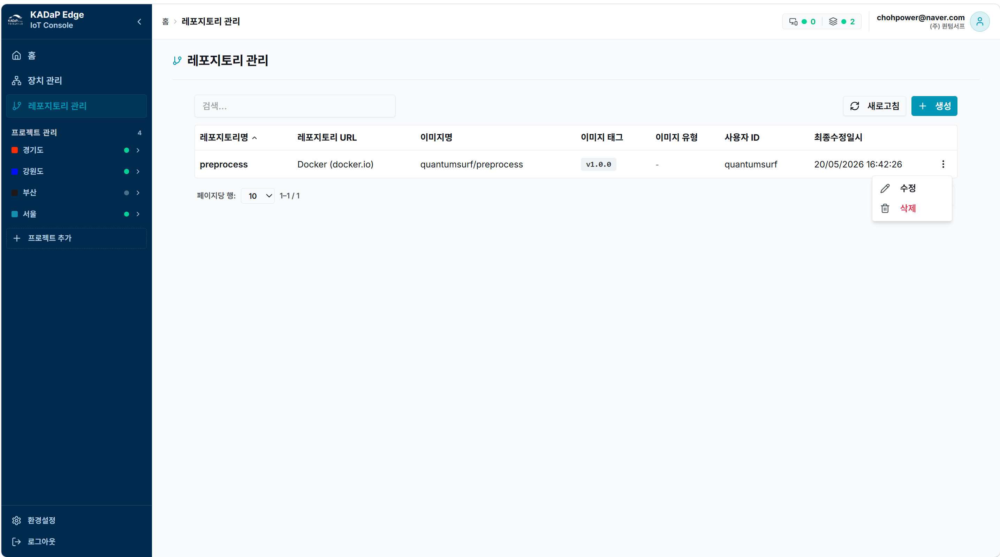 KADaP Edge
IoT Console
홈
장치 관리
레포지토리 관리
프로젝트 관리 4
경기도
강원도
부산
서울
프로젝트 추가
환경설정
로그아웃
홈 > 레포지토리 관리
0 2
chohpower@naver.com
(주) 퀀텀서프
레포지토리 관리
검색...
새로고침
생성
레포지토리명 레포지토리 URL 이미지명 이미지 태그 이미지 유형 사용자 ID 최종수정일시
preprocess Docker (docker.io) quantumsurf/preprocess v1.0.0 - quantumsurf 20/05/2026 16:42:26
수정
삭제
페이지당 행: 10 1–1 / 1